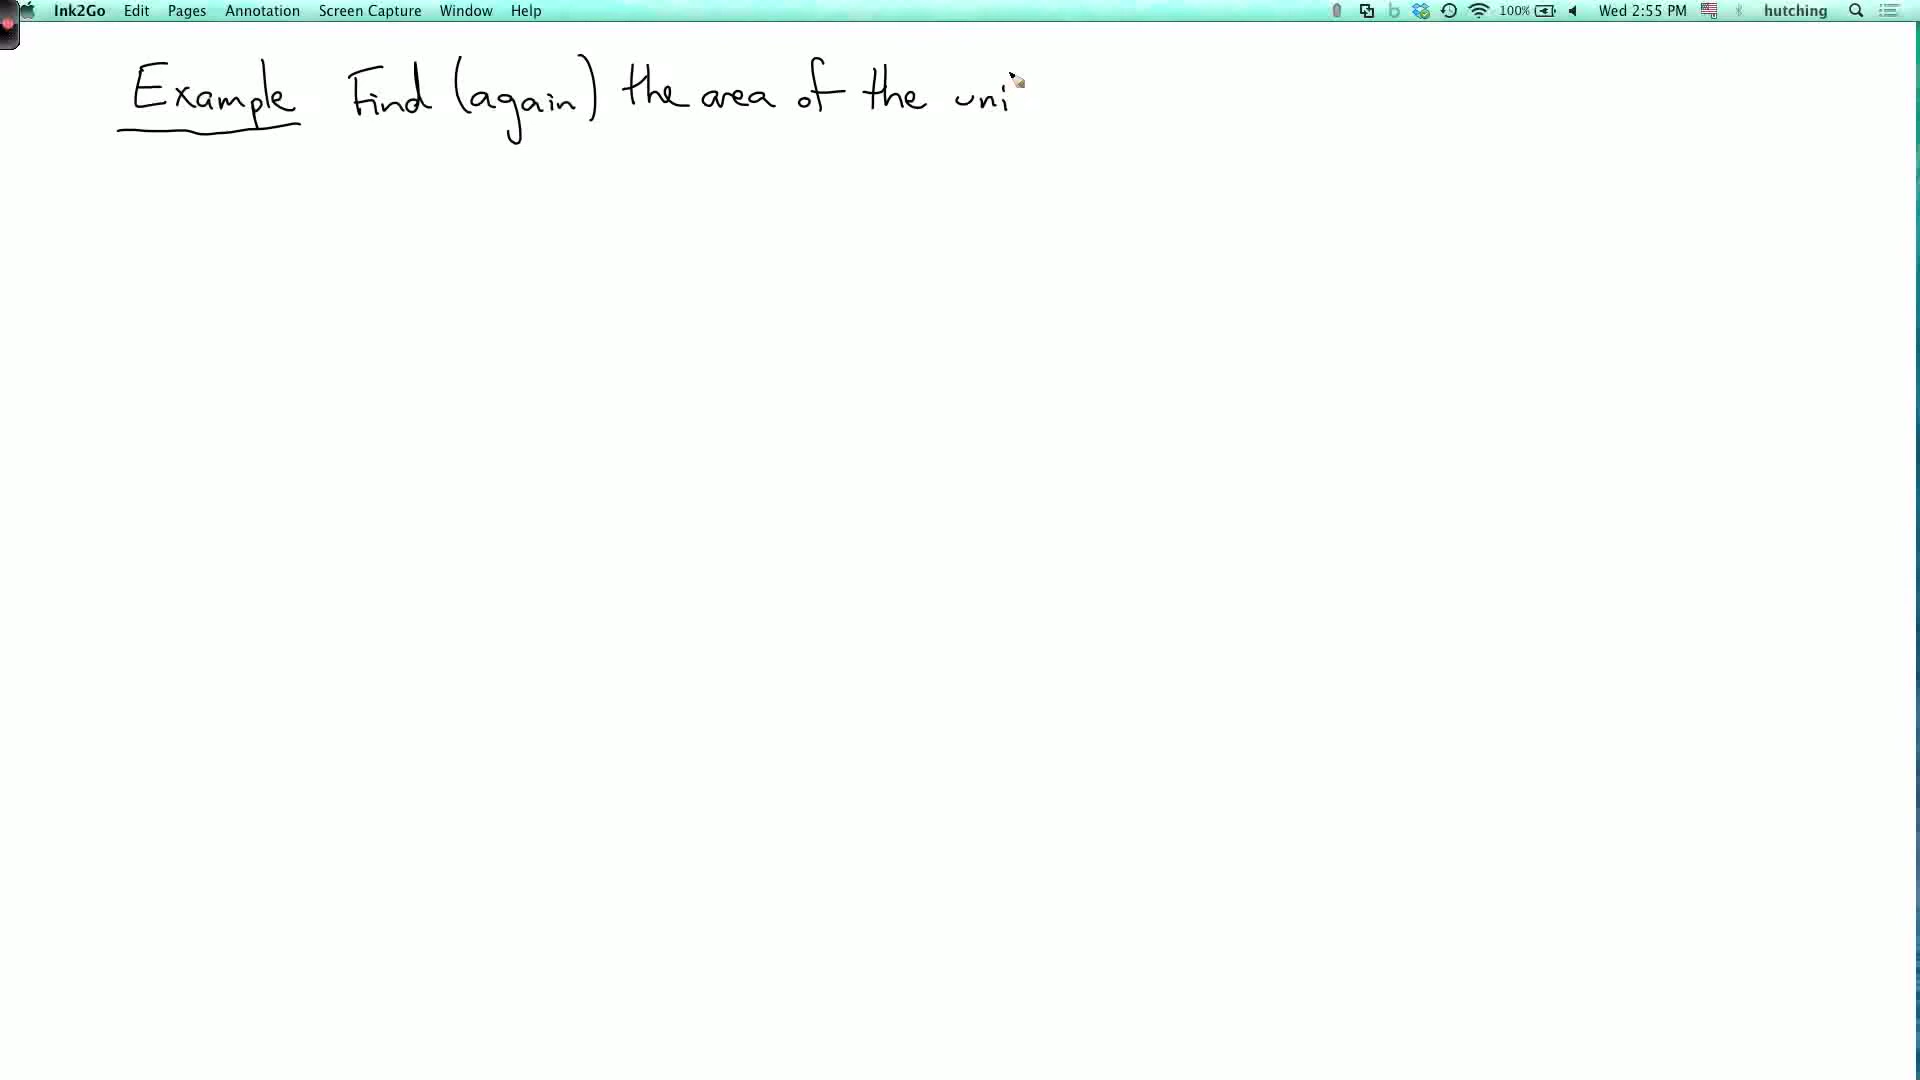 Ink2Go Edit Pages Annotation Screen Capture Window Help 100% Wed 2:55 PM hutching
Example Find (again) the area of the uni